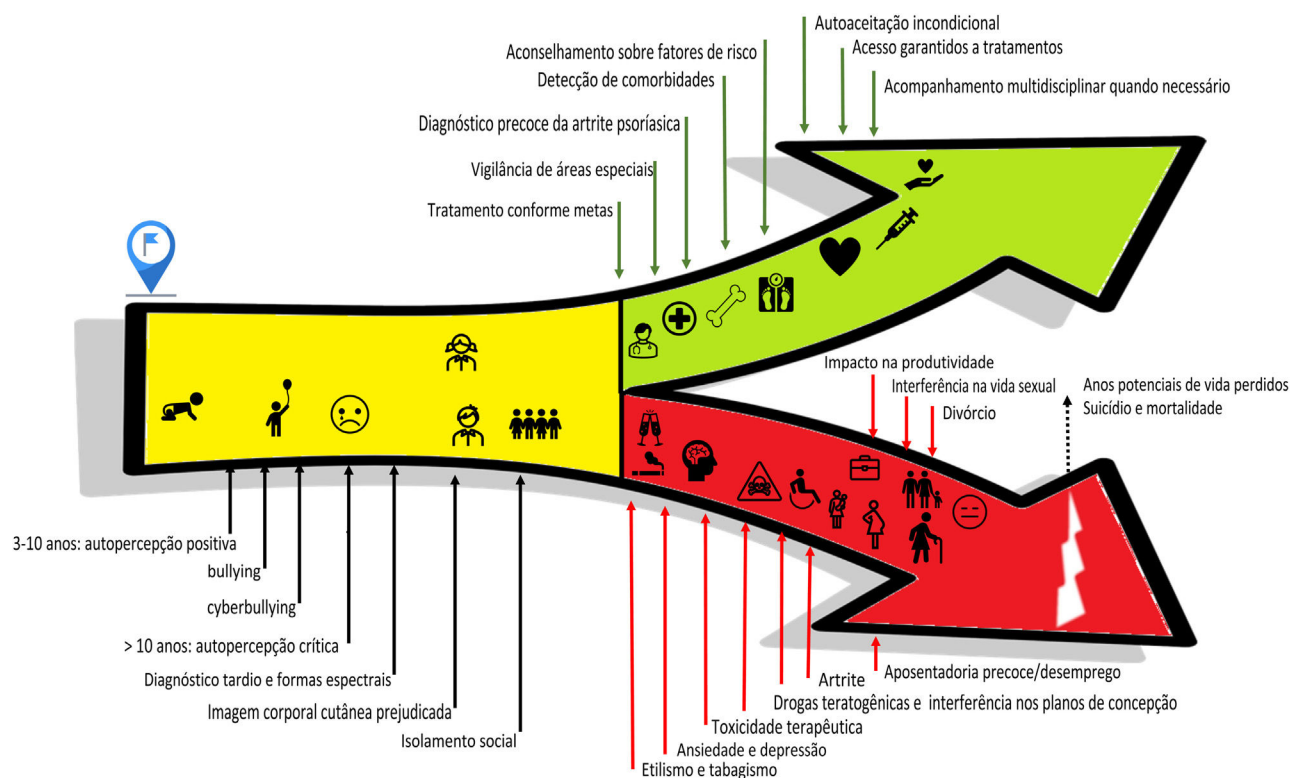 Autoaceitação incondicional
Aconselhamento sobre fatores de risco
Acesso garantidos a tratamentos
Detecção de comorbidades
Acompanhamento multidisciplinar quando necessário
Diagnóstico precoce da artrite psoríasica
Vigilância de áreas especiais
Tratamento conforme metas
Impacto na produtividade
Interferência na vida sexual
Divórcio
Anos potenciais de vida perdidos
Suicídio e mortalidade
3-10 anos: autopercepção positiva
bullying
cyberbullying
> 10 anos: autopercepção crítica
Diagnóstico tardio e formas espectrais
Imagem corporal cutânea prejudicada
Isolamento social
Aposentadoria precoce/desemprego
Artrite
Drogas teratogênicas e interferência nos planos de concepção
Toxicidade terapêutica
Ansiedade e depressão
Etilismo e tabagismo